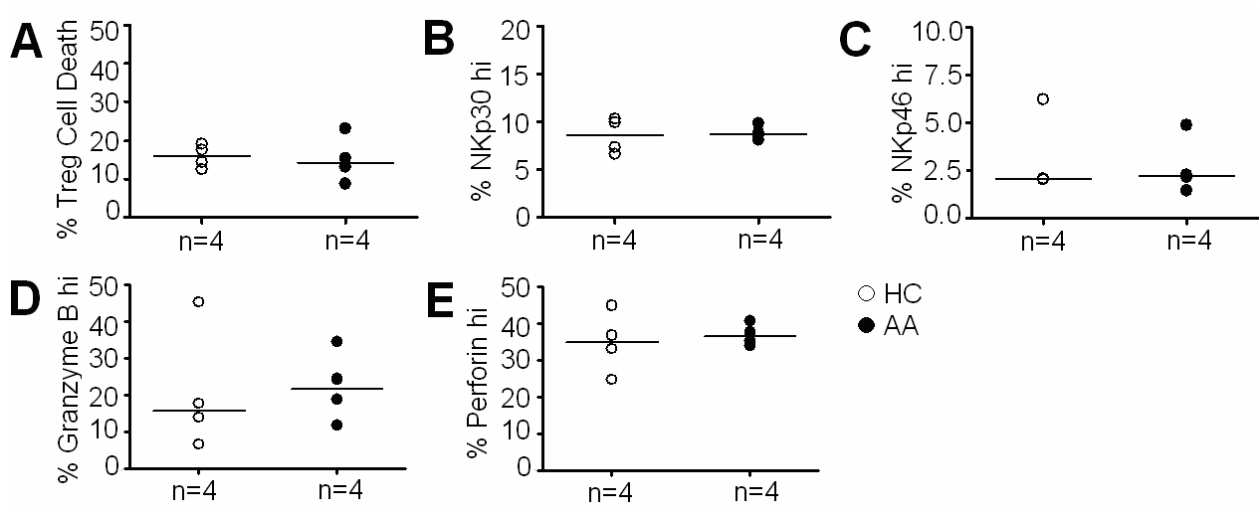 A
% Treg Cell Death
50
40
30
20
10
0
n=4
n=4
B
% NKp30 hi
20
15
10
5
0
n=4
n=4
C
% NKp46 hi
10.0
7.5
5.0
2.5
0.0
n=4
n=4
D
% Granzyme B hi
50
40
30
20
10
0
n=4
n=4
E
% Perforin hi
50
40
30
20
10
0
n=4
n=4
HC
AA